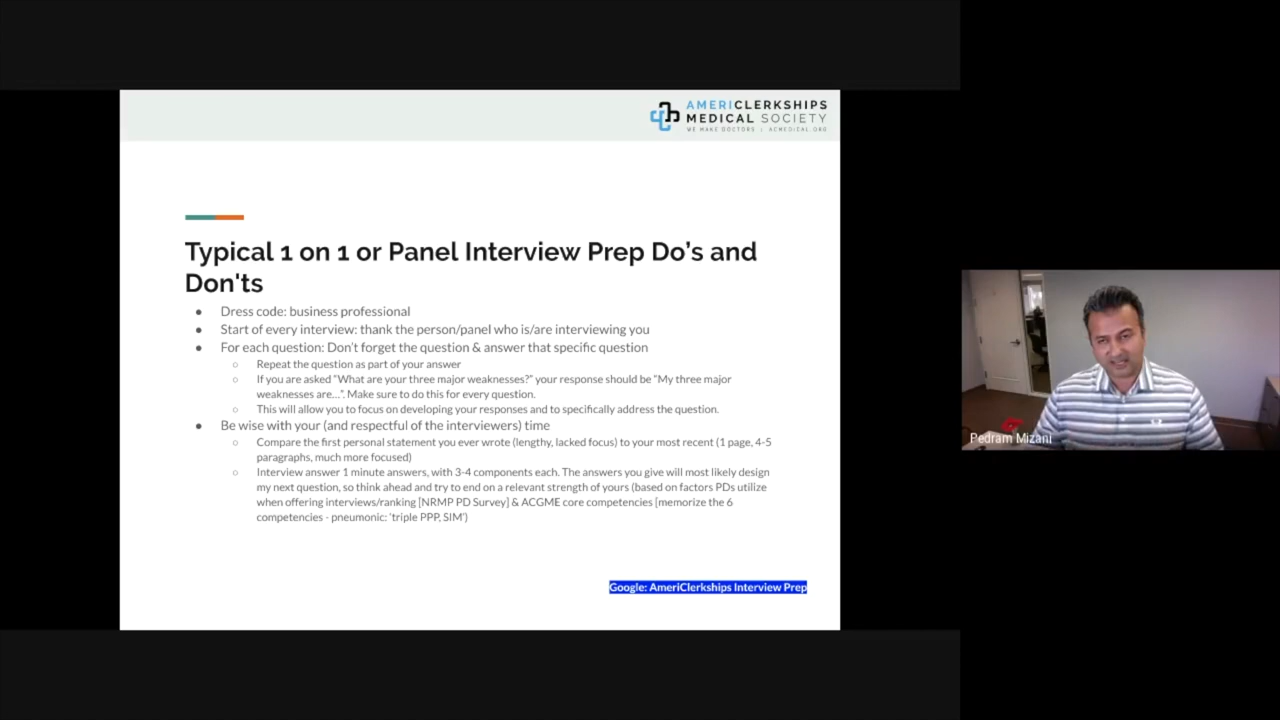 AMERICLERKSHIPS
MEDICAL SOCIETY
WE MAKE DOCTORS | ACMEDICAL.ORG
Typical 1 on 1 or Panel Interview Prep Do's and
Don'ts
● Dress code: business professional
● Start of every interview: thank the person/panel who is/are interviewing you
● For each question: Don't forget the question & answer that specific question
○ Repeat the question as part of your answer
○ If you are asked "What are your three major weaknesses?" your response should be "My three major
weaknesses are...". Make sure to do this for every question.
○ This will allow you to focus on developing your responses and to specifically address the question.
● Be wise with your (and respectful of the interviewers) time
○ Compare the first personal statement you ever wrote (lengthy, lacked focus) to your most recent (1 page, 4-5
paragraphs, much more focused)
○ Interview answer 1 minute answers, with 3-4 components each. The answers you give will most likely design
my next question, so think ahead and try to end on a relevant strength of yours (based on factors PDs utilize
when offering interviews/ranking [NRMP PD Survey] & ACGME core competencies [memorize the 6
competencies - pneumonic: 'triple PPP, SIM')
Google: AmeriClerkships Interview Prep
Pedram Mizani